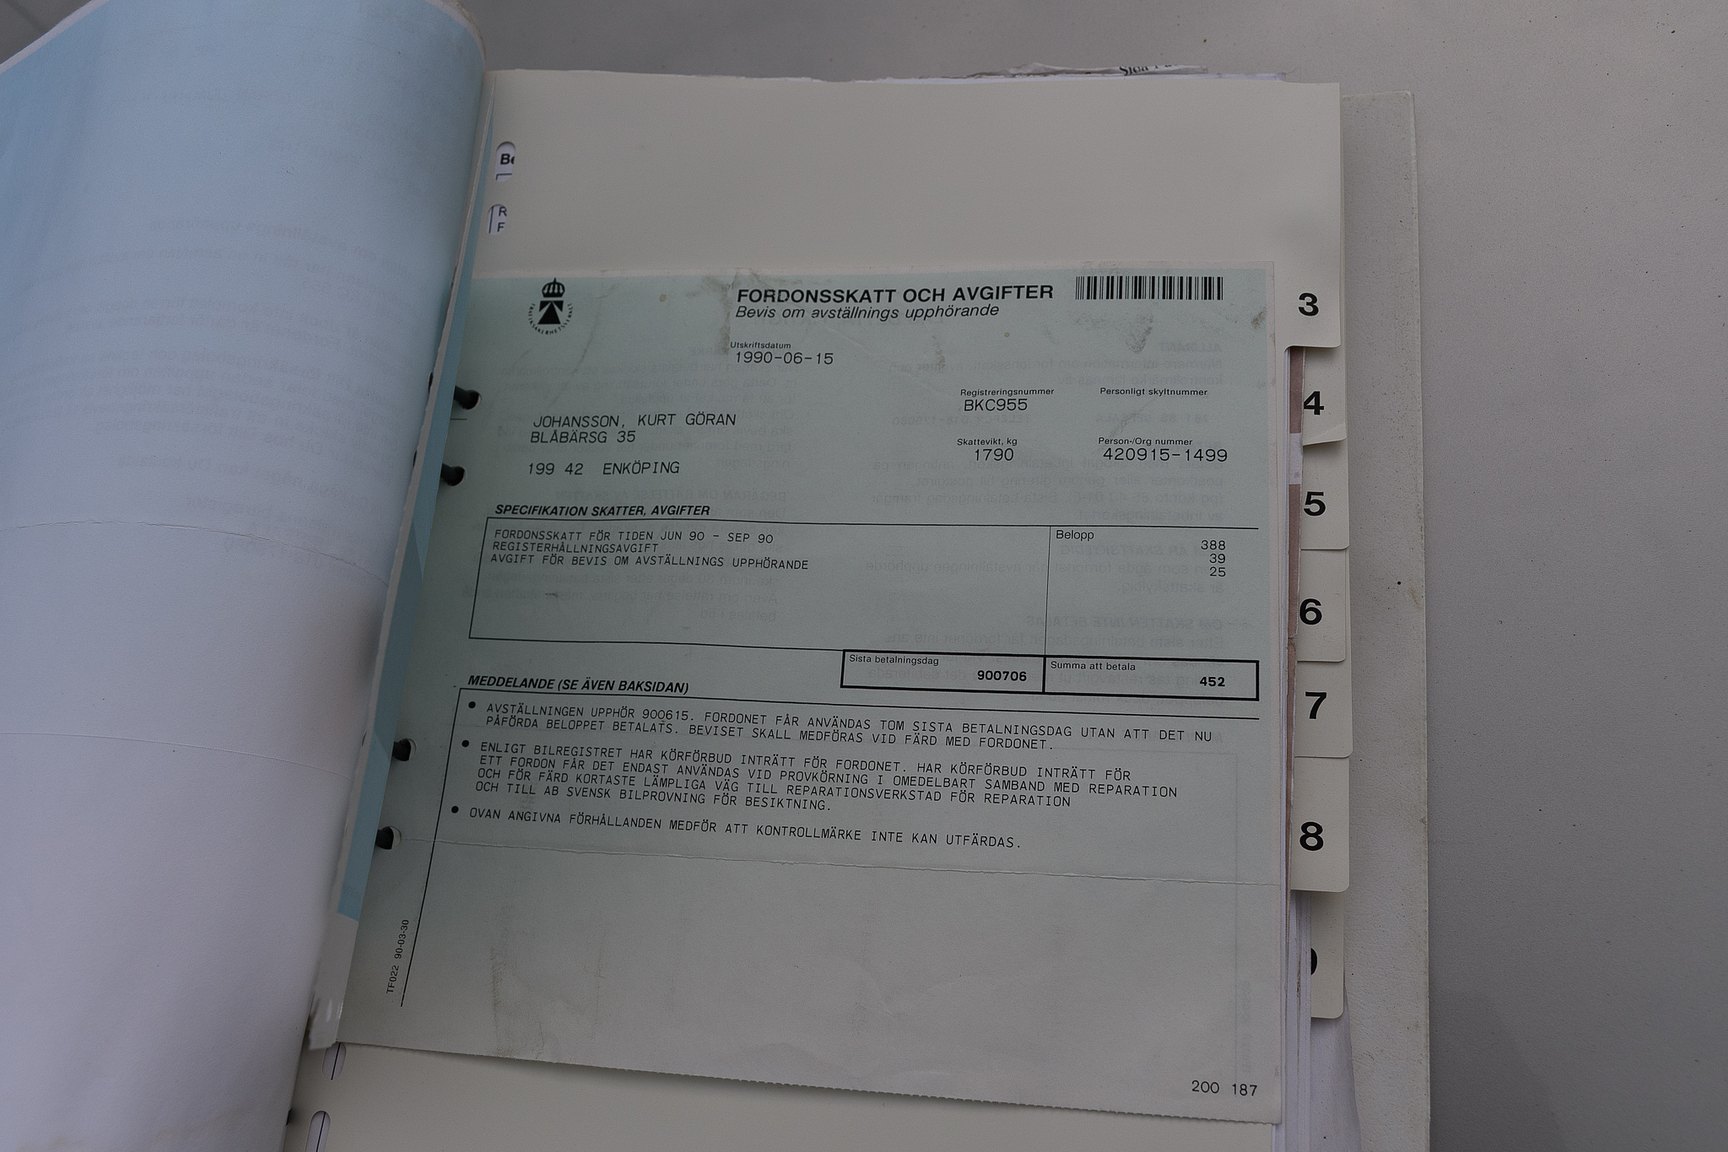 Be
R
F
FORDONSSKATT OCH AVGIFTER
Bevis om avställnings upphörande
Utskriftsdatum
1990-06-15
Registreringsnummer
BKC955
Personligt skyltnummer
JOHANSSON, KURT GÖRAN
BLÅBÄRSG 35
199 42 ENKÖPING
Skattevikt, kg
1790
Person-/Org nummer
420915-1499
SPECIFIKATION SKATTER, AVGIFTER
Belopp
FORDONSSKATT FÖR TIDEN JUN 90 - SEP 90 388
REGISTERHÅLLNINGSAVGIFT 39
AVGIFT FÖR BEVIS OM AVSTÄLLNINGS UPPHÖRANDE 25
Sista betalningsdag
900706
Summa att betala
452
MEDDELANDE (SE ÄVEN BAKSIDAN)
• AVSTÄLLNINGEN UPPHÖR 900615. FORDONET FÅR ANVÄNDAS TOM SISTA BETALNINGSDAG UTAN ATT DET NU
PÅFÖRDA BELOPPET BETALATS. BEVISET SKALL MEDFÖRAS VID FÄRD MED FORDONET.
• ENLIGT BILREGISTRET HAR KÖRFÖRBUD INTRÄTT FÖR FORDONET. HAR KÖRFÖRBUD INTRÄTT FÖR
ETT FORDON FÅR DET ENDAST ANVÄNDAS VID PROVKÖRNING I OMEDELBART SAMBAND MED REPARATION
OCH FÖR FÄRD KORTASTE LÄMPLIGA VÄG TILL REPARATIONSVERKSTAD FÖR REPARATION
OCH TILL AB SVENSK BILPROVNING FÖR BESIKTNING.
• OVAN ANGIVNA FÖRHÅLLANDEN MEDFÖR ATT KONTROLLMÄRKE INTE KAN UTFÄRDAS.
TF022 90-03-30
200 187
3
4
5
6
7
8